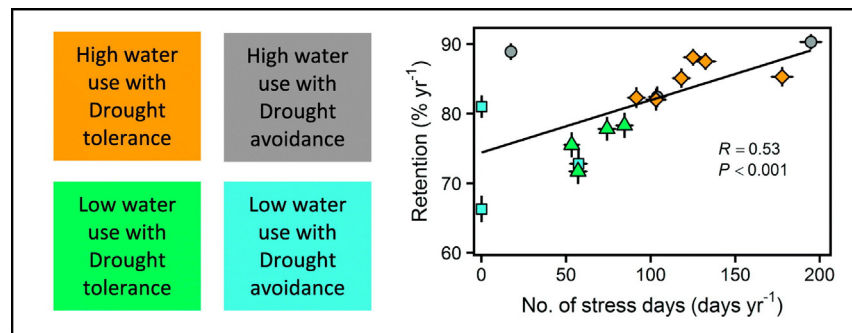 High water
use with
Drought
tolerance
High water
use with
Drought
avoidance
Low water
use with
Drought
tolerance
Low water
use with
Drought
avoidance
Retention (% yr⁻¹)
90
80
70
60
R = 0.53
P < 0.001
0 50 100 150 200
No. of stress days (days yr⁻¹)